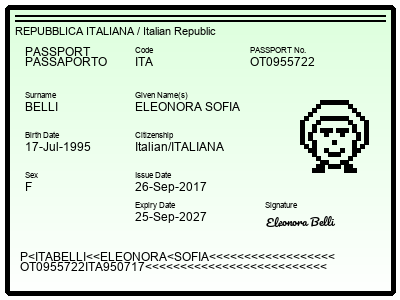 REPUBBLICA ITALIANA / Italian Republic
PASSPORT Code PASSPORT No.
PASSAPORTO ITA OT0955722
Surname Given Name(s)
BELLI ELEONORA SOFIA
Birth Date Citizenship
17-Jul-1995 Italian/ITALIANA
Sex Issue Date
F 26-Sep-2017
Expiry Date Signature
25-Sep-2027 Eleonora Belli
P<ITABELLI<<ELEONORA<SOFIA<<<<<<<<<<<<<<<<<<
OT0955722ITA950717<<<<<<<<<<<<<<<<<<<<<<<<<<